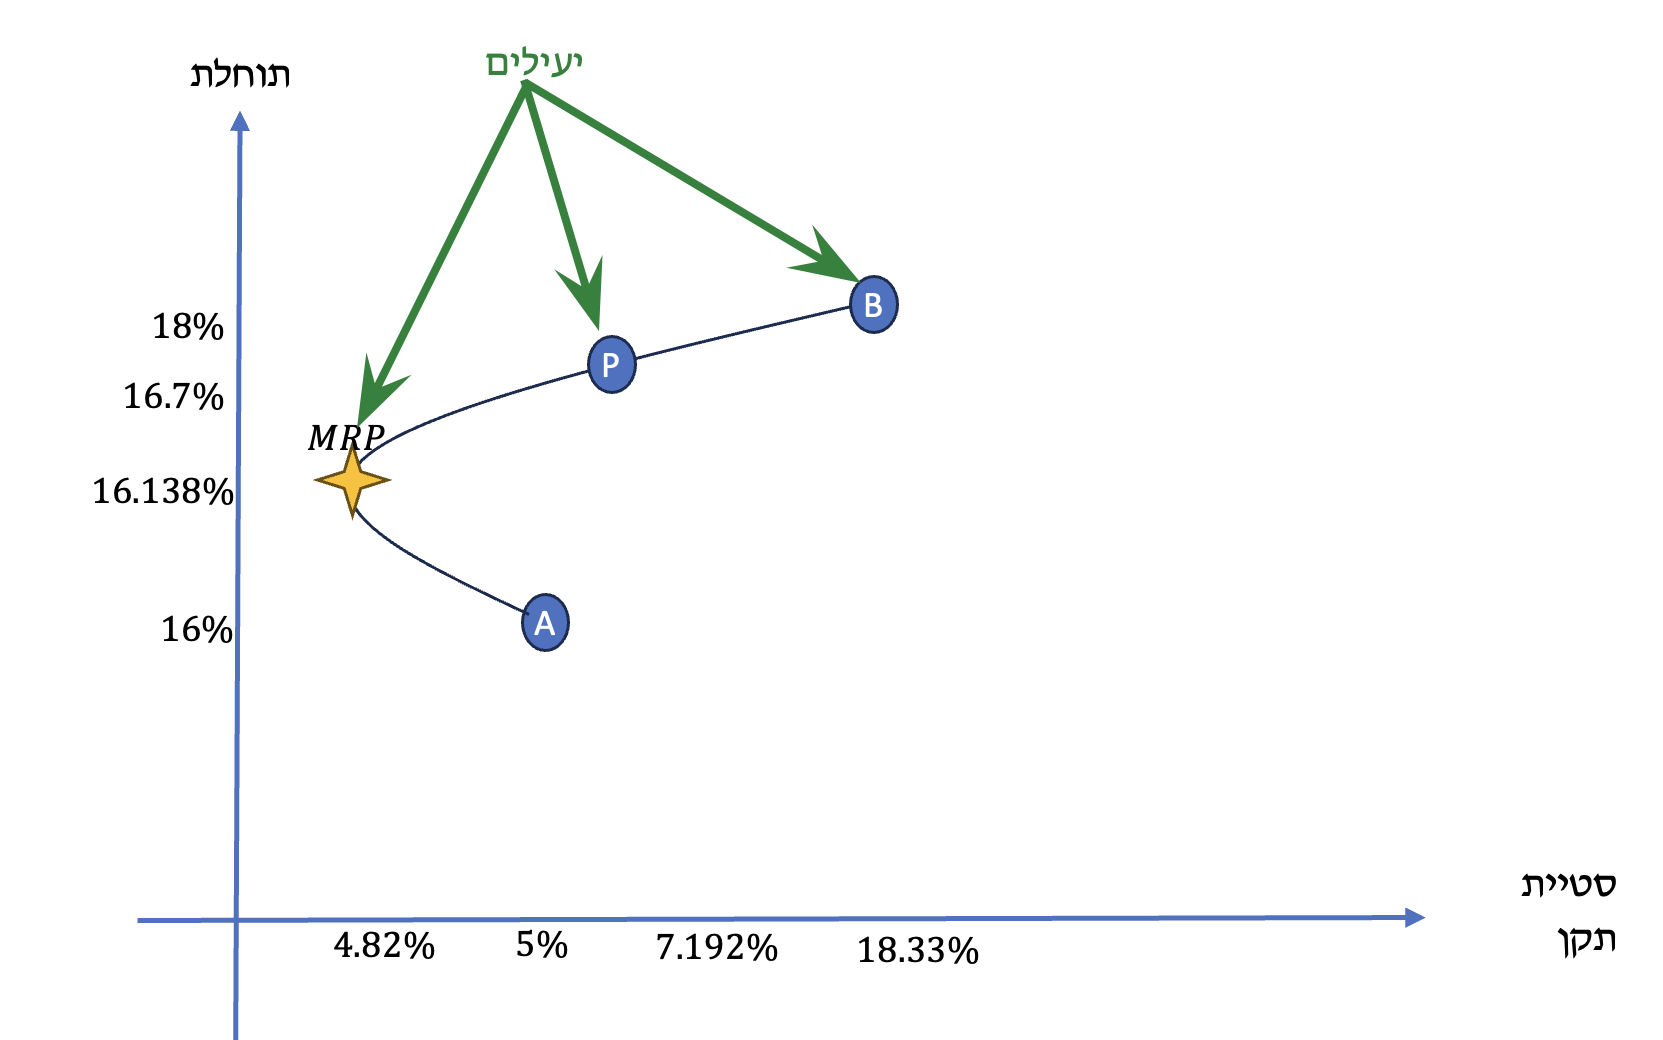 יעילים
תוחלת
18%
16.7%
16.138%
16%
MRP
B
P
A
4.82%
5%
7.192%
18.33%
סטיית
תקן